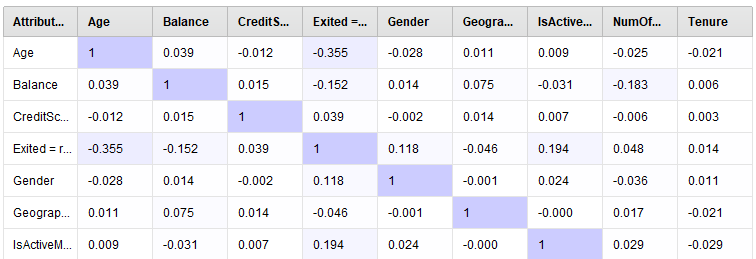 Attribut... Age Balance CreditS... Exited =... Gender Geogra... IsActive... NumOf... Tenure
Age 1 0.039 -0.012 -0.355 -0.028 0.011 0.009 -0.025 -0.021
Balance 0.039 1 0.015 -0.152 0.014 0.075 -0.031 -0.183 0.006
CreditSc... -0.012 0.015 1 0.039 -0.002 0.014 0.007 -0.006 0.003
Exited = r... -0.355 -0.152 0.039 1 0.118 -0.046 0.194 0.048 0.014
Gender -0.028 0.014 -0.002 0.118 1 -0.001 0.024 -0.036 0.011
Geograp... 0.011 0.075 0.014 -0.046 -0.001 1 -0.000 0.017 -0.021
IsActiveM... 0.009 -0.031 0.007 0.194 0.024 -0.000 1 0.029 -0.029